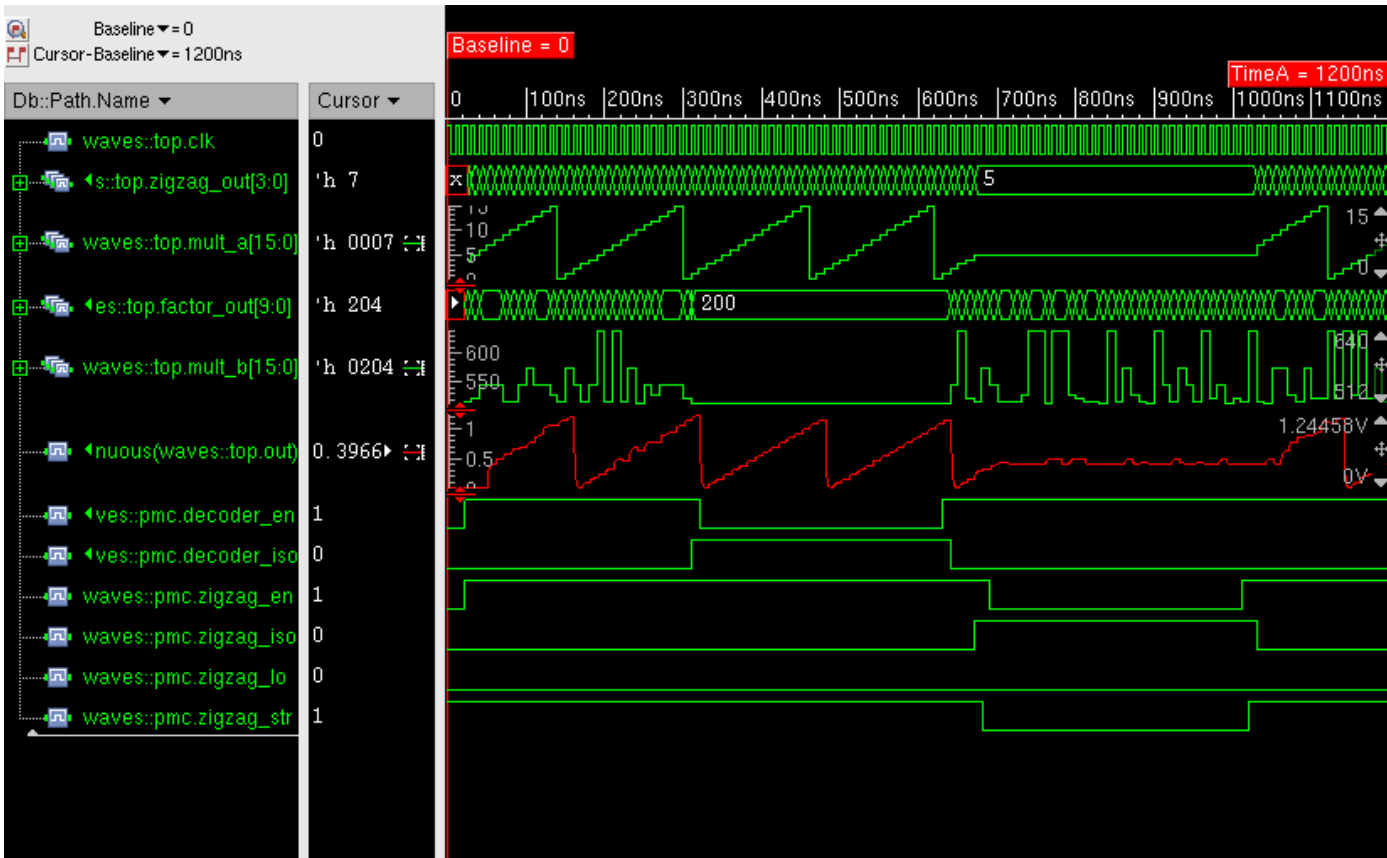 Baseline▼= 0
Cursor-Baseline▼= 1200ns
Baseline = 0
TimeA = 1200ns
Db::Path.Name ▼ Cursor ▼
0 100ns 200ns 300ns 400ns 500ns 600ns 700ns 800ns 900ns 1000ns 1100ns
waves::top.clk 0
s::top.zigzag_out[3:0] 'h 7 x 5
waves::top.mult_a[15:0] 'h 0007 10 5 15 0
es::top.factor_out[9:0] 'h 204 200
waves::top.mult_b[15:0] 'h 0204 600 550 640 512
nuous(waves::top.out) 0.3966 1 0.5 1.24458V 0V
ves::pmc.decoder_en 1
ves::pmc.decoder_iso 0
waves::pmc.zigzag_en 1
waves::pmc.zigzag_iso 0
waves::pmc.zigzag_lo 0
waves::pmc.zigzag_str 1